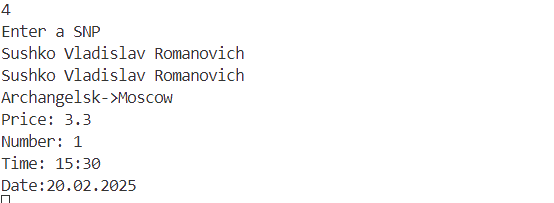 4
Enter a SNP
Sushko Vladislav Romanovich
Sushko Vladislav Romanovich
Archangelsk->Moscow
Price: 3.3
Number: 1
Time: 15:30
Date:20.02.2025